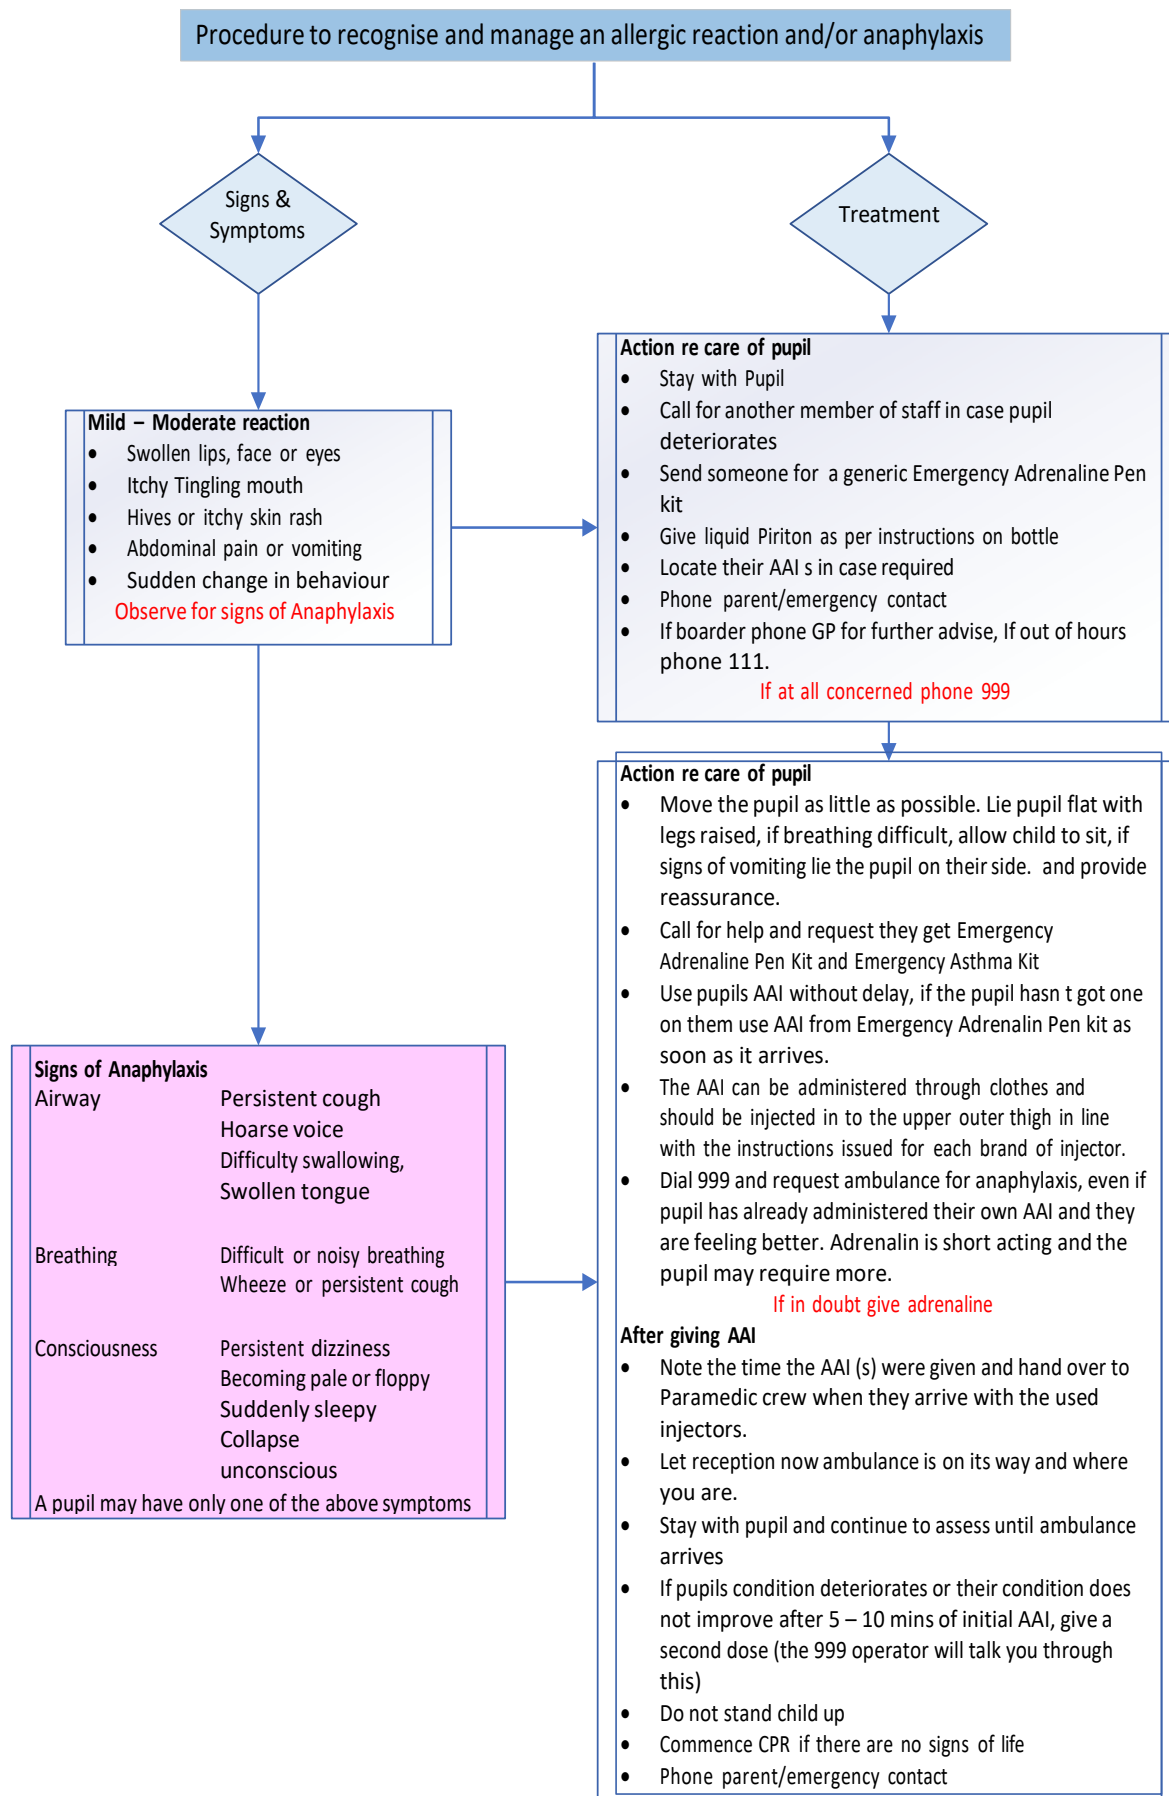 Procedure to recognise and manage an allergic reaction and/or anaphylaxis
Signs &
Symptoms
Treatment
Mild – Moderate reaction
• Swollen lips, face or eyes
• Itchy Tingling mouth
• Hives or itchy skin rash
• Abdominal pain or vomiting
• Sudden change in behaviour
Observe for signs of Anaphylaxis
Action re care of pupil
• Stay with Pupil
• Call for another member of staff in case pupil
deteriorates
• Send someone for a generic Emergency Adrenaline Pen
kit
• Give liquid Piriton as per instructions on bottle
• Locate their AAI s in case required
• Phone parent/emergency contact
• If boarder phone GP for further advise, If out of hours
phone 111.
If at all concerned phone 999
Signs of Anaphylaxis
Airway Persistent cough
Hoarse voice
Difficulty swallowing,
Swollen tongue
Breathing Difficult or noisy breathing
Wheeze or persistent cough
Consciousness Persistent dizziness
Becoming pale or floppy
Suddenly sleepy
Collapse
unconscious
A pupil may have only one of the above symptoms
Action re care of pupil
• Move the pupil as little as possible. Lie pupil flat with
legs raised, if breathing difficult, allow child to sit, if
signs of vomiting lie the pupil on their side. and provide
reassurance.
• Call for help and request they get Emergency
Adrenaline Pen Kit and Emergency Asthma Kit
• Use pupils AAI without delay, if the pupil hasn t got one
on them use AAI from Emergency Adrenalin Pen kit as
soon as it arrives.
• The AAI can be administered through clothes and
should be injected in to the upper outer thigh in line
with the instructions issued for each brand of injector.
• Dial 999 and request ambulance for anaphylaxis, even if
pupil has already administered their own AAI and they
are feeling better. Adrenalin is short acting and the
pupil may require more.
If in doubt give adrenaline
After giving AAI
• Note the time the AAI (s) were given and hand over to
Paramedic crew when they arrive with the used
injectors.
• Let reception now ambulance is on its way and where
you are.
• Stay with pupil and continue to assess until ambulance
arrives
• If pupils condition deteriorates or their condition does
not improve after 5 – 10 mins of initial AAI, give a
second dose (the 999 operator will talk you through
this)
• Do not stand child up
• Commence CPR if there are no signs of life
• Phone parent/emergency contact